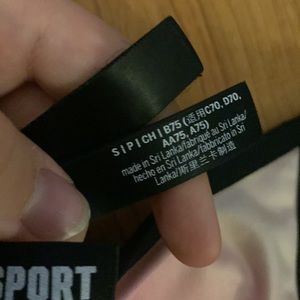 S | P | CH | B75 (适用C70, D70,
AA75, A75)
made in Sri Lanka/fabriqué au Sri Lanka/
hecho en Sri Lanka/fabbricato in Sri
Lanka/斯里兰卡制造
SPORT